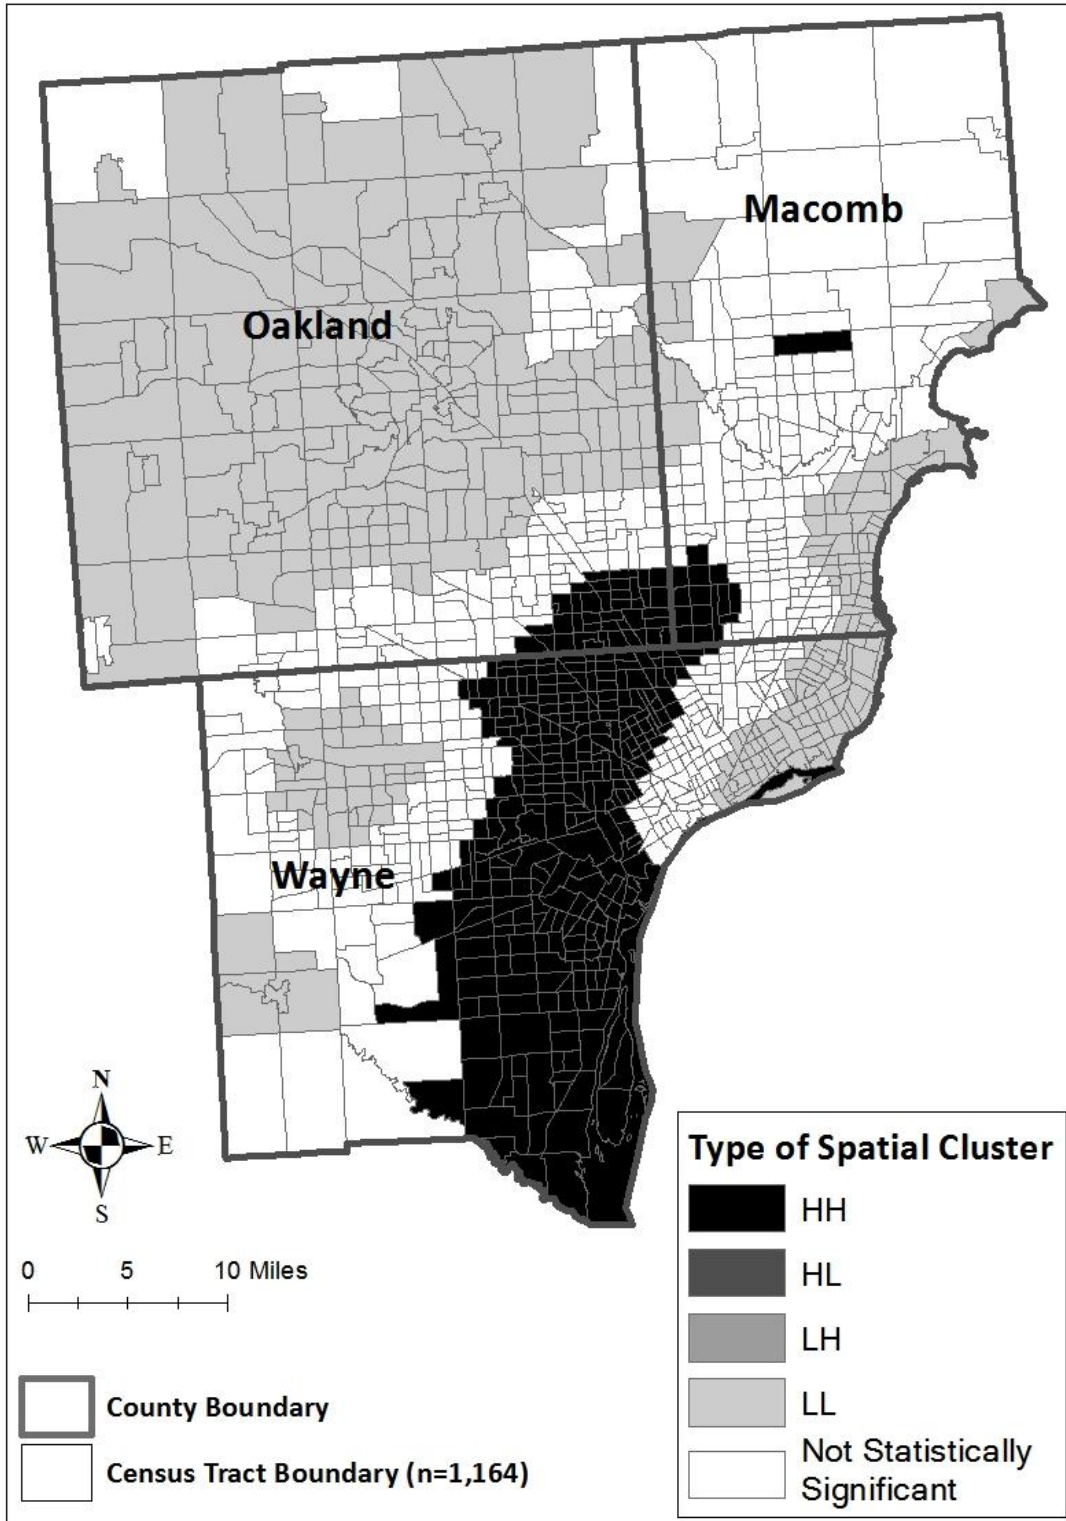 Macomb
Oakland
Wayne
N
W E
S
0 5 10 Miles
County Boundary
Census Tract Boundary (n=1,164)
Type of Spatial Cluster
HH
HL
LH
LL
Not Statistically
Significant